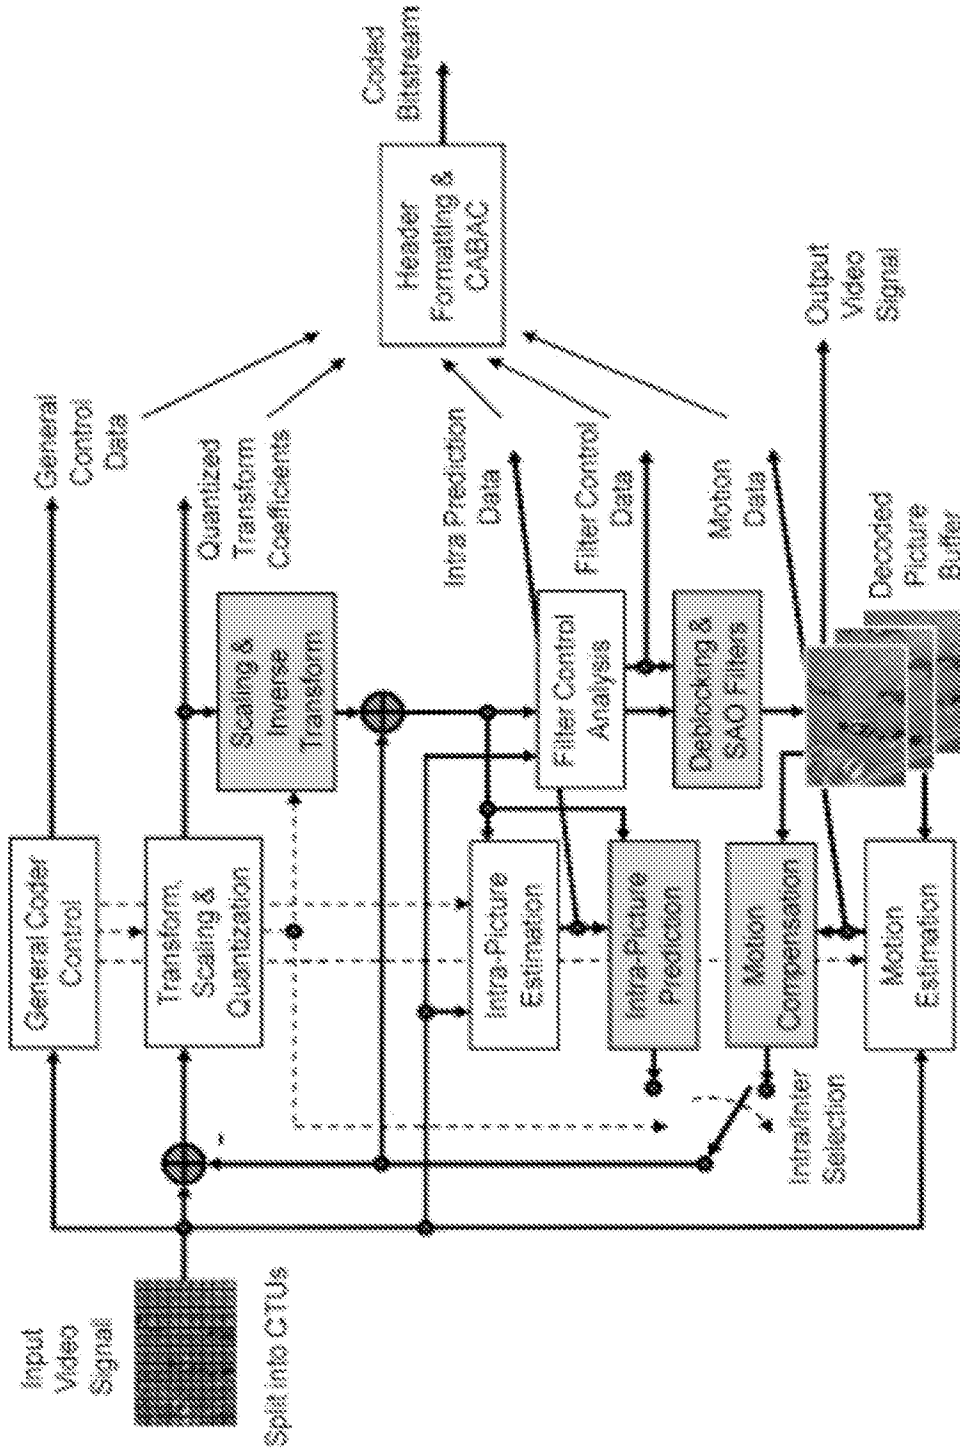 Input
Video
Signal
Split into CTUs
General Coder
Control
Transform,
Scaling &
Quantization
Scaling &
Inverse
Transform
General
Control
Data
Quantized
Transform
Coefficients
Intra-Picture
Estimation
Intra-Picture
Prediction
Filter Control
Analysis
Deblocking &
SAO Filters
Intra Prediction
Data
Filter Control
Data
Motion
Data
Motion
Compensation
Motion
Estimation
Intra/Inter
Selection
-
Decoded
Picture
Buffer
Output
Video
Signal
Header
Formatting &
CABAC
Coded
Bitstream